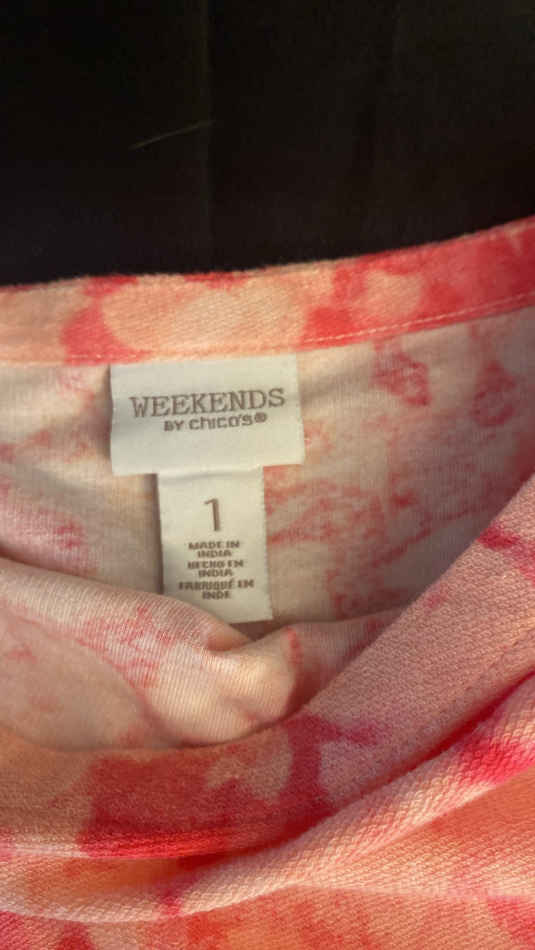 WEEKENDS
BY CHICO'S®
1
MADE IN
INDIA
HECHO EN
INDIA
FABRIQUÉ EN
INDE